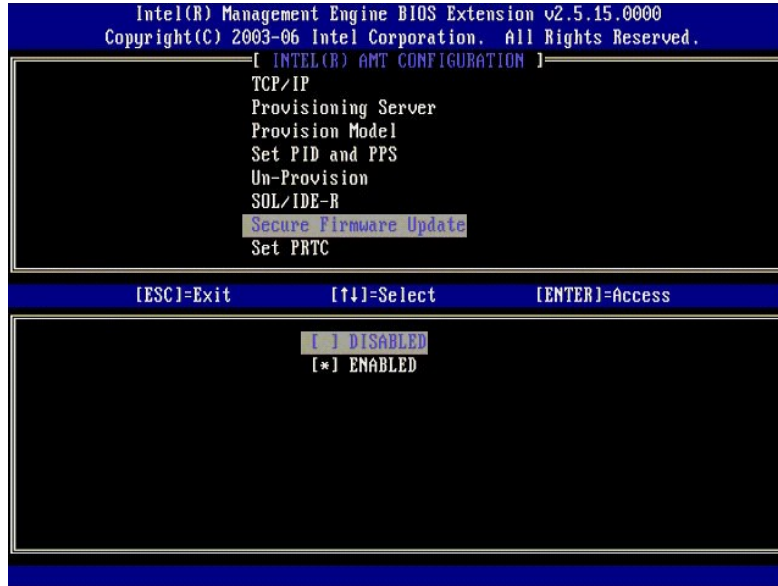 Intel(R) Management Engine BIOS Extension v2.5.15.0000
Copyright(C) 2003-06 Intel Corporation. All Rights Reserved.
[ INTEL(R) AMT CONFIGURATION ]
TCP/IP
Provisioning Server
Provision Model
Set PID and PPS
Un-Provision
SOL/IDE-R
Secure Firmware Update
Set PRTC
[ESC]=Exit [↑↓]=Select [ENTER]=Access
[ ] DISABLED
[*] ENABLED